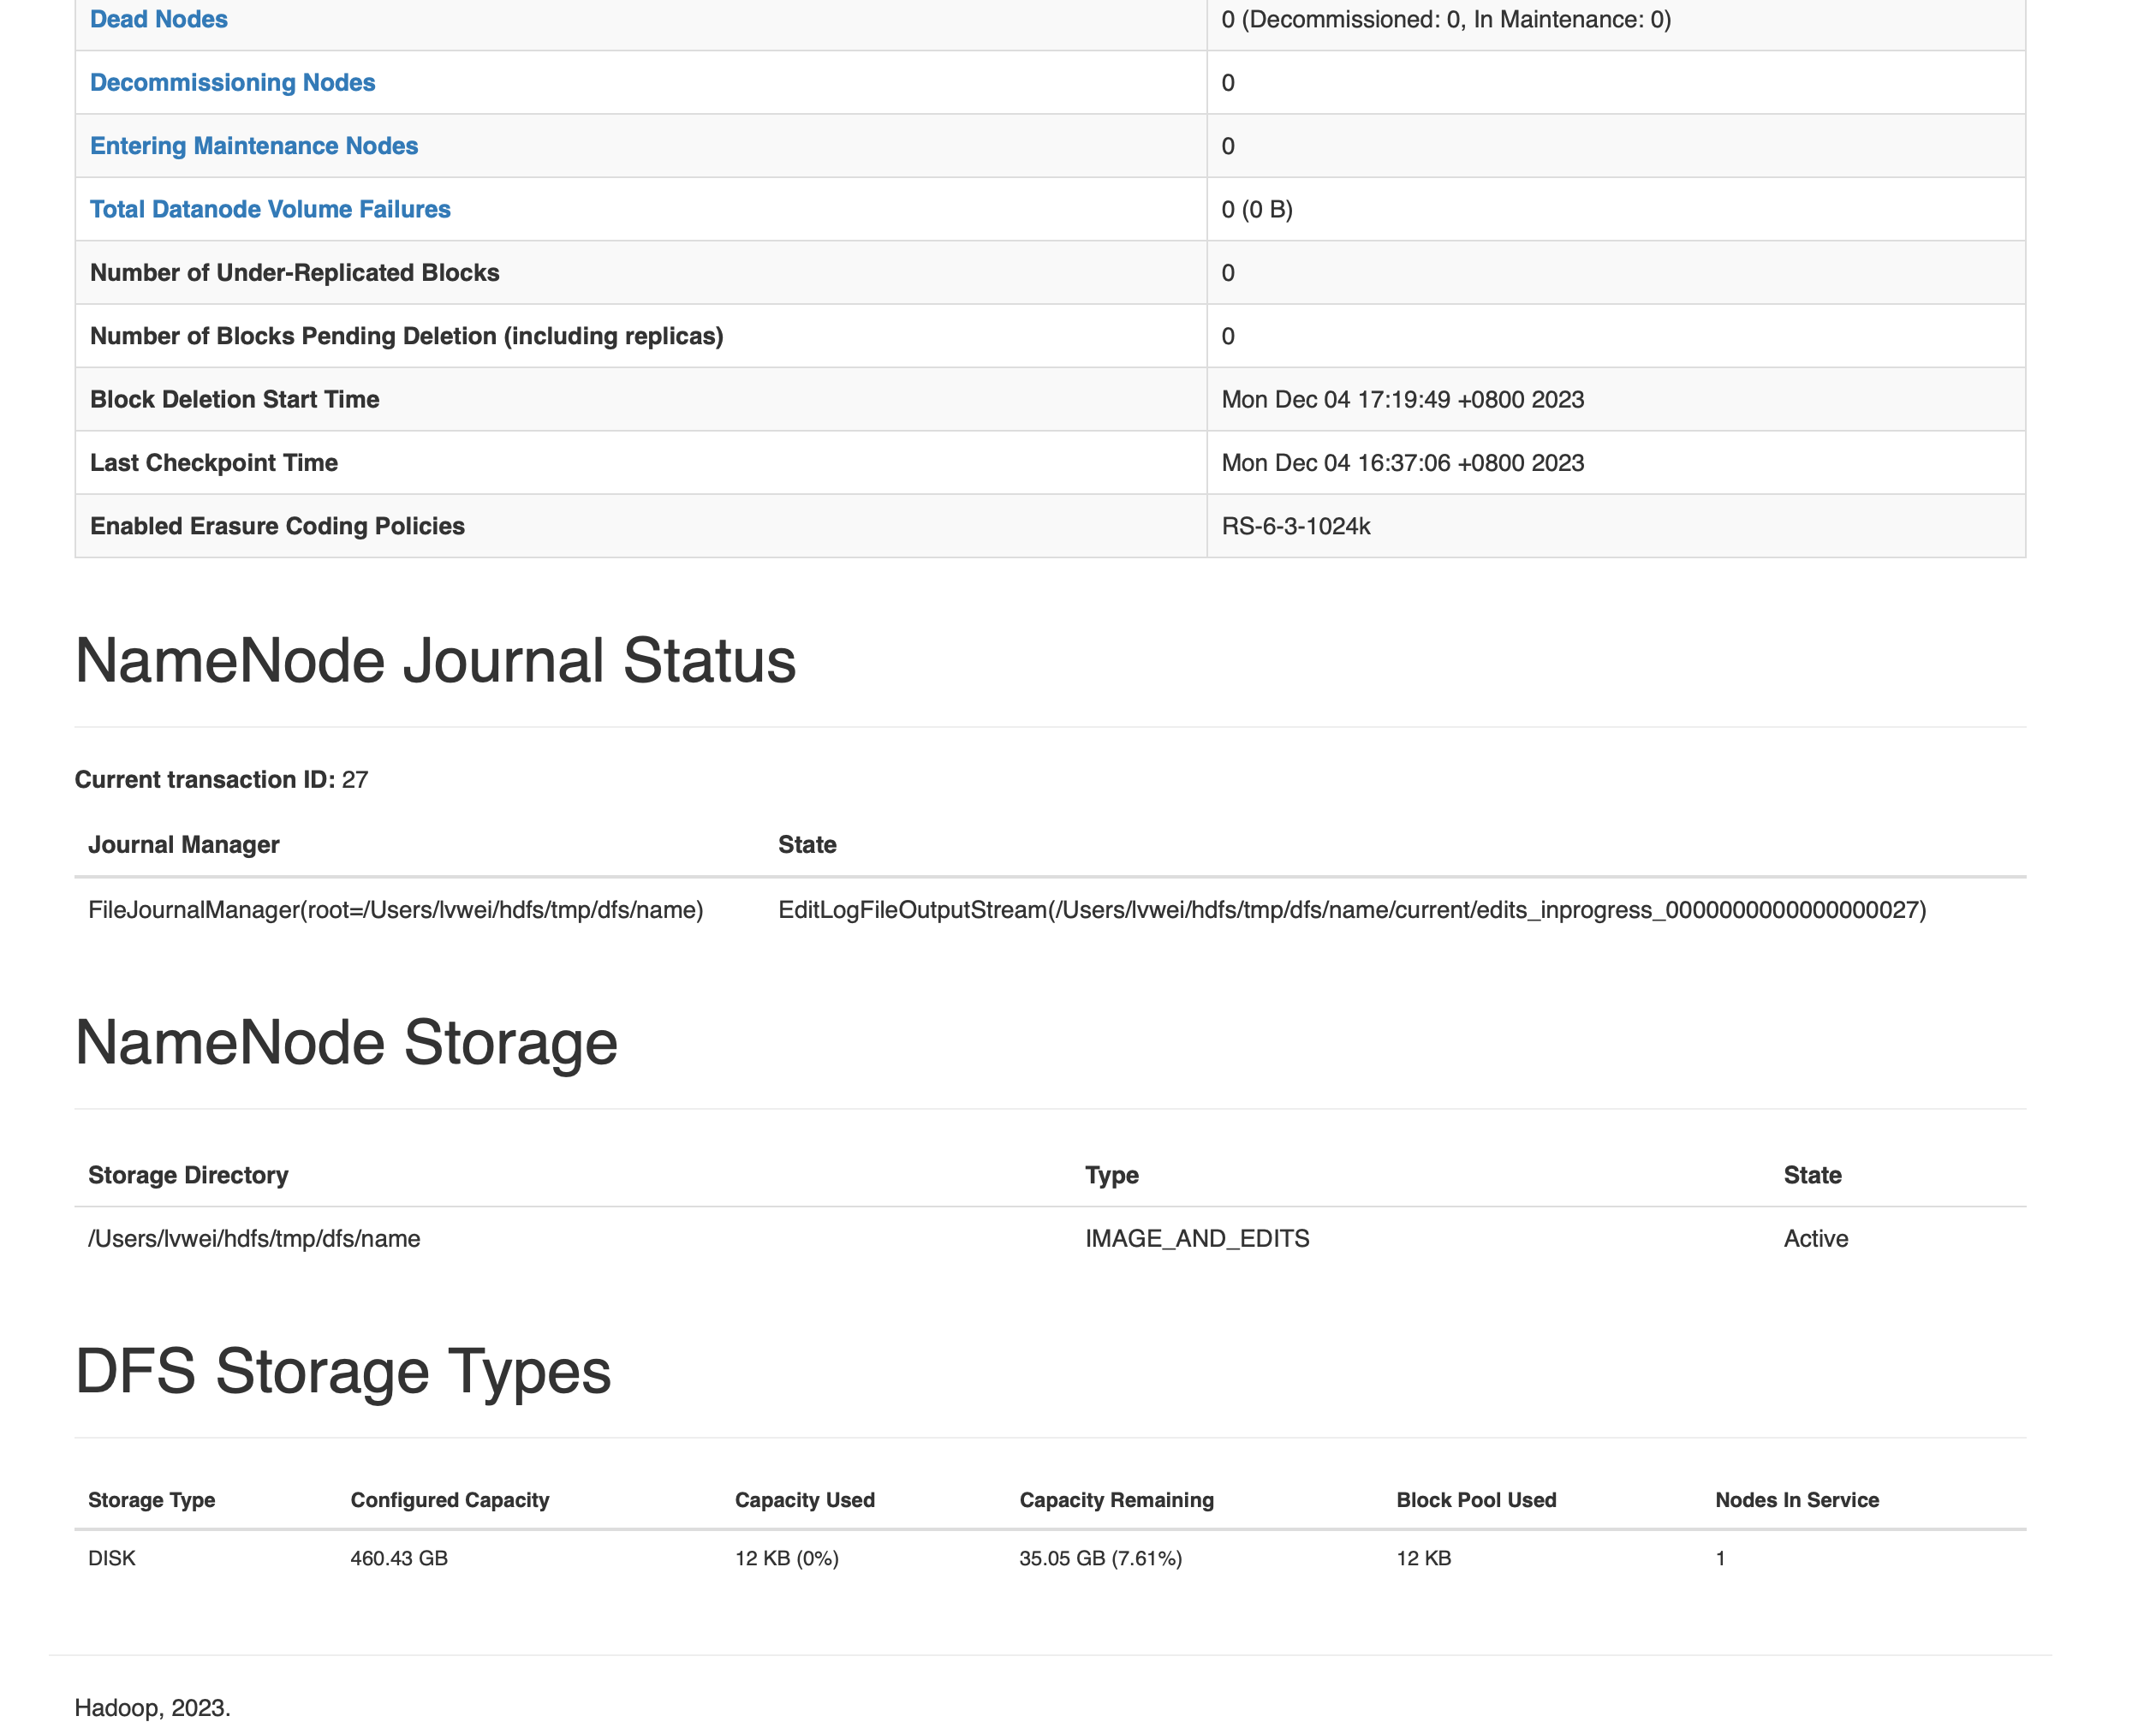 Dead Nodes 0 (Decommissioned: 0, In Maintenance: 0)
Decommissioning Nodes 0
Entering Maintenance Nodes 0
Total Datanode Volume Failures 0 (0 B)
Number of Under-Replicated Blocks 0
Number of Blocks Pending Deletion (including replicas) 0
Block Deletion Start Time Mon Dec 04 17:19:49 +0800 2023
Last Checkpoint Time Mon Dec 04 16:37:06 +0800 2023
Enabled Erasure Coding Policies RS-6-3-1024k
NameNode Journal Status
Current transaction ID: 27
Journal Manager State
FileJournalManager(root=/Users/lvwei/hdfs/tmp/dfs/name) EditLogFileOutputStream(/Users/lvwei/hdfs/tmp/dfs/name/current/edits_inprogress_0000000000000000027)
NameNode Storage
Storage Directory Type State
/Users/lvwei/hdfs/tmp/dfs/name IMAGE_AND_EDITS Active
DFS Storage Types
Storage Type Configured Capacity Capacity Used Capacity Remaining Block Pool Used Nodes In Service
DISK 460.43 GB 12 KB (0%) 35.05 GB (7.61%) 12 KB 1
Hadoop, 2023.